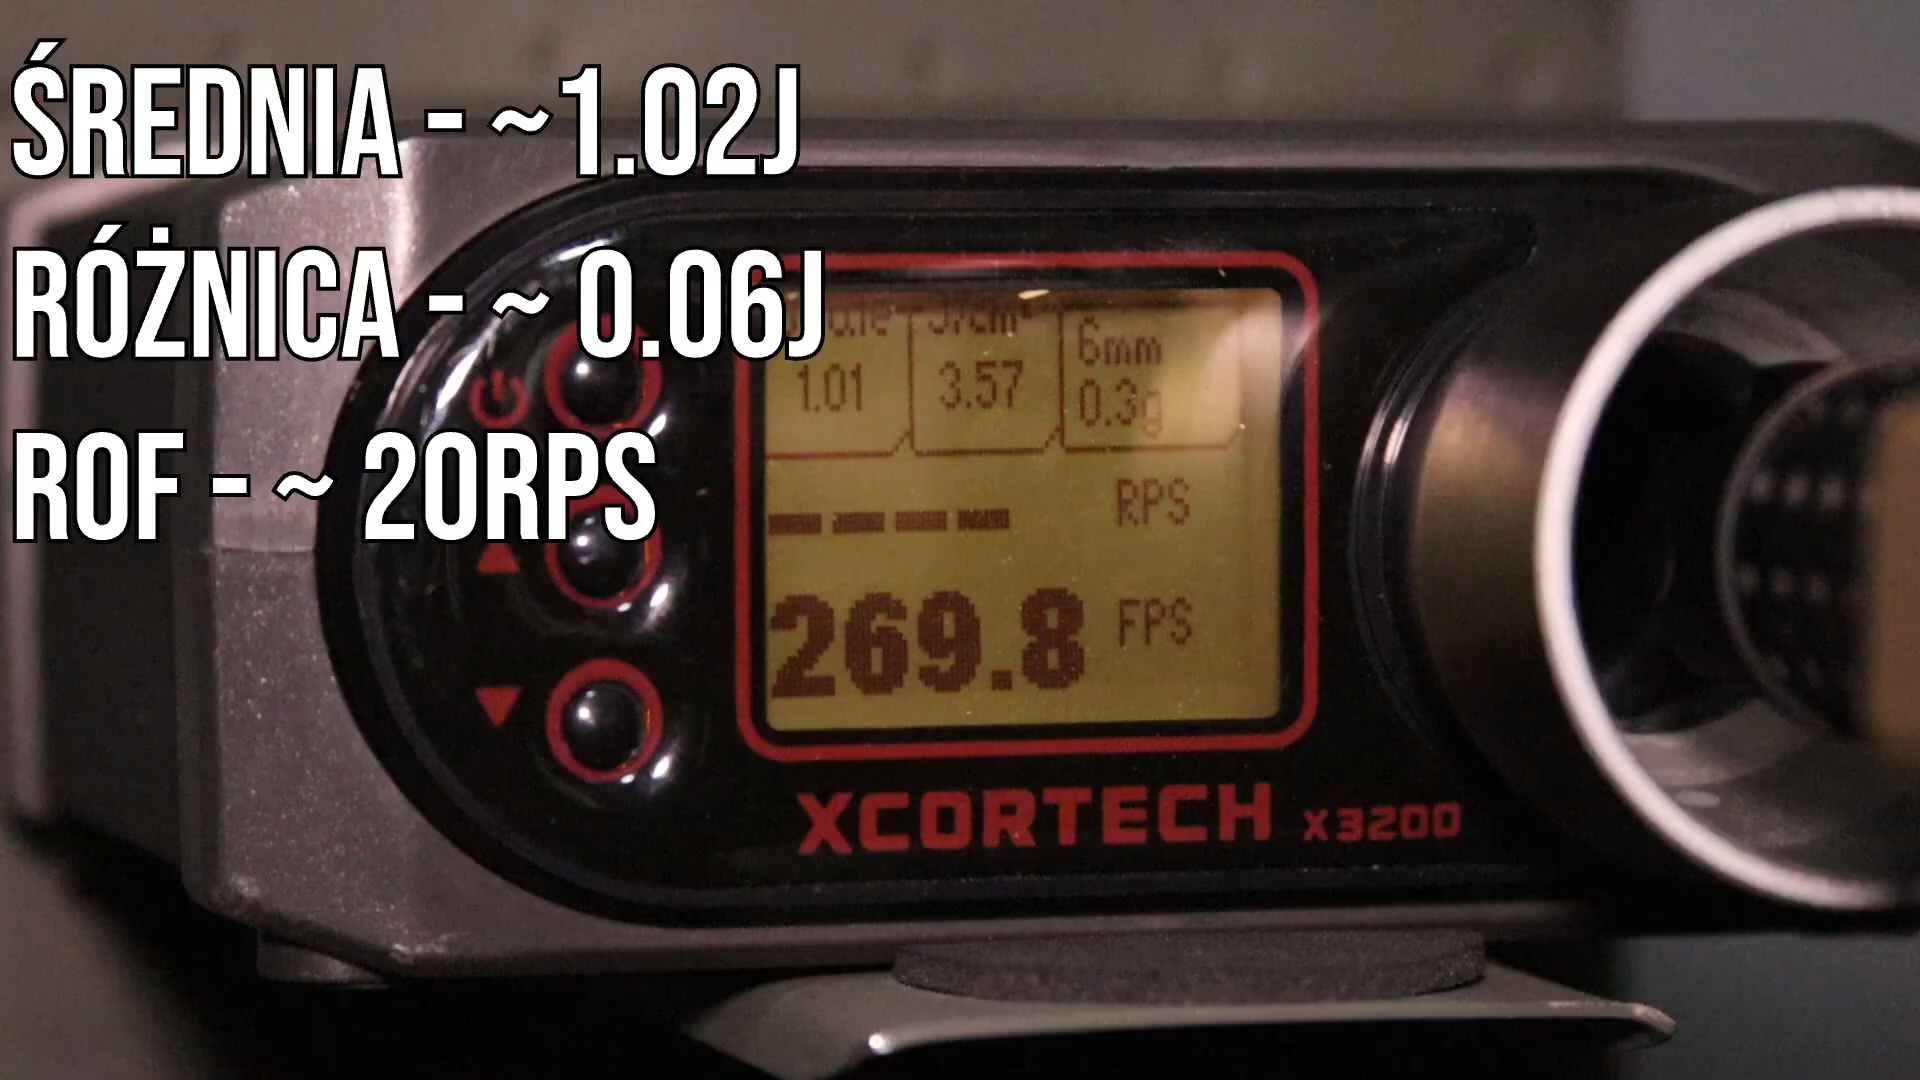 ŚREDNIA - ~1.02J
RÓŻNICA - ~ 0.06J
ROF - ~ 20RPS
J/cm²
6mm
1.01
3.57
0.3g
---- RPS
269.8 FPS
XCORTECH X3200